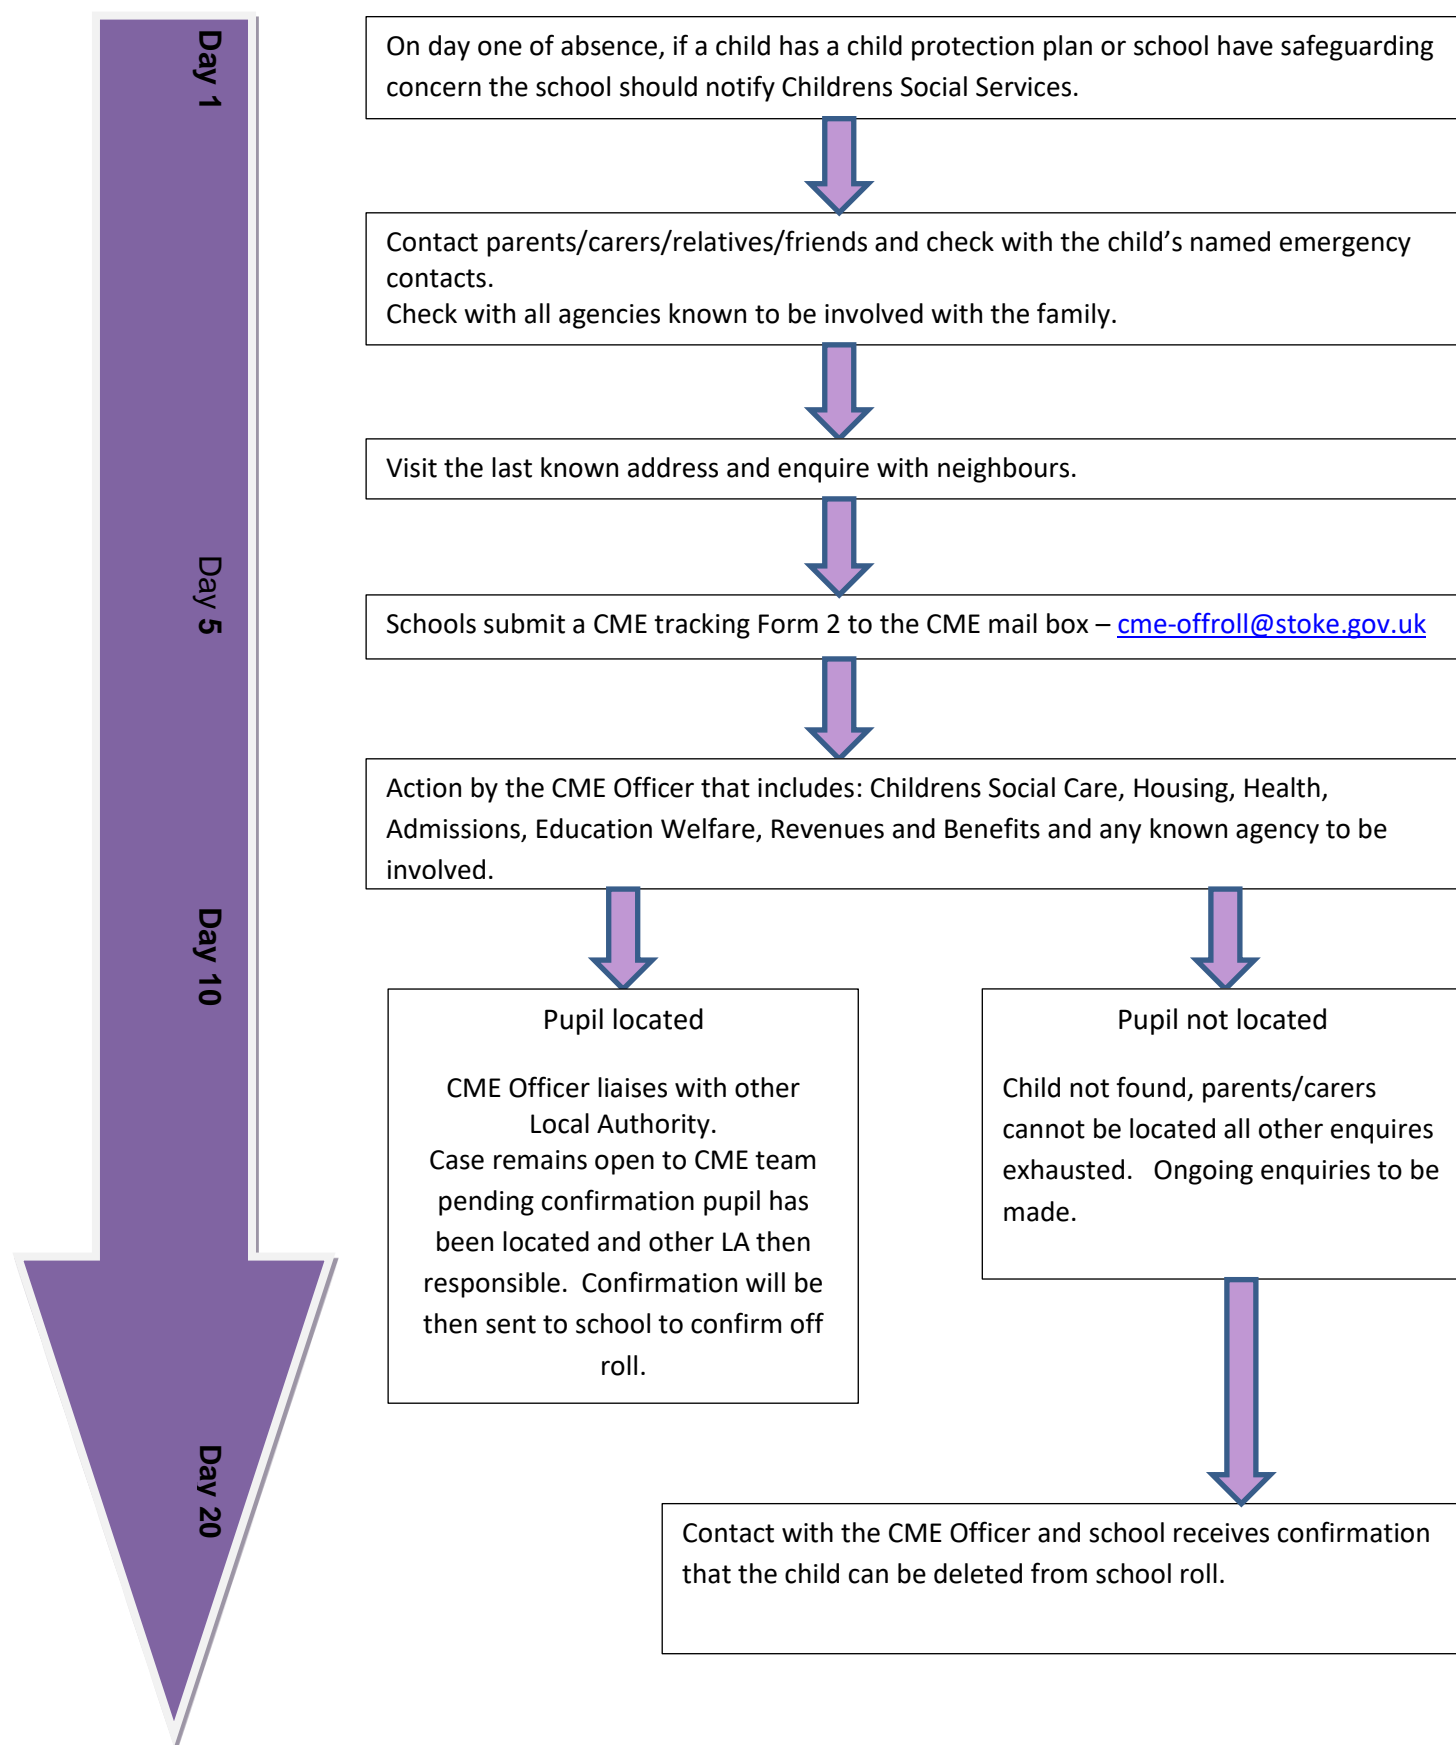 Day 1
On day one of absence, if a child has a child protection plan or school have safeguarding
concern the school should notify Childrens Social Services.
Contact parents/carers/relatives/friends and check with the child’s named emergency
contacts.
Check with all agencies known to be involved with the family.
Visit the last known address and enquire with neighbours.
Day 5
Schools submit a CME tracking Form 2 to the CME mail box – cme-offroll@stoke.gov.uk
Action by the CME Officer that includes: Childrens Social Care, Housing, Health,
Admissions, Education Welfare, Revenues and Benefits and any known agency to be
involved.
Day 10
Pupil located
CME Officer liaises with other
Local Authority.
Case remains open to CME team
pending confirmation pupil has
been located and other LA then
responsible.  Confirmation will be
then sent to school to confirm off
roll.
Pupil not located
Child not found, parents/carers
cannot be located all other enquires
exhausted.   Ongoing enquiries to be
made.
Day 20
Contact with the CME Officer and school receives confirmation
that the child can be deleted from school roll.